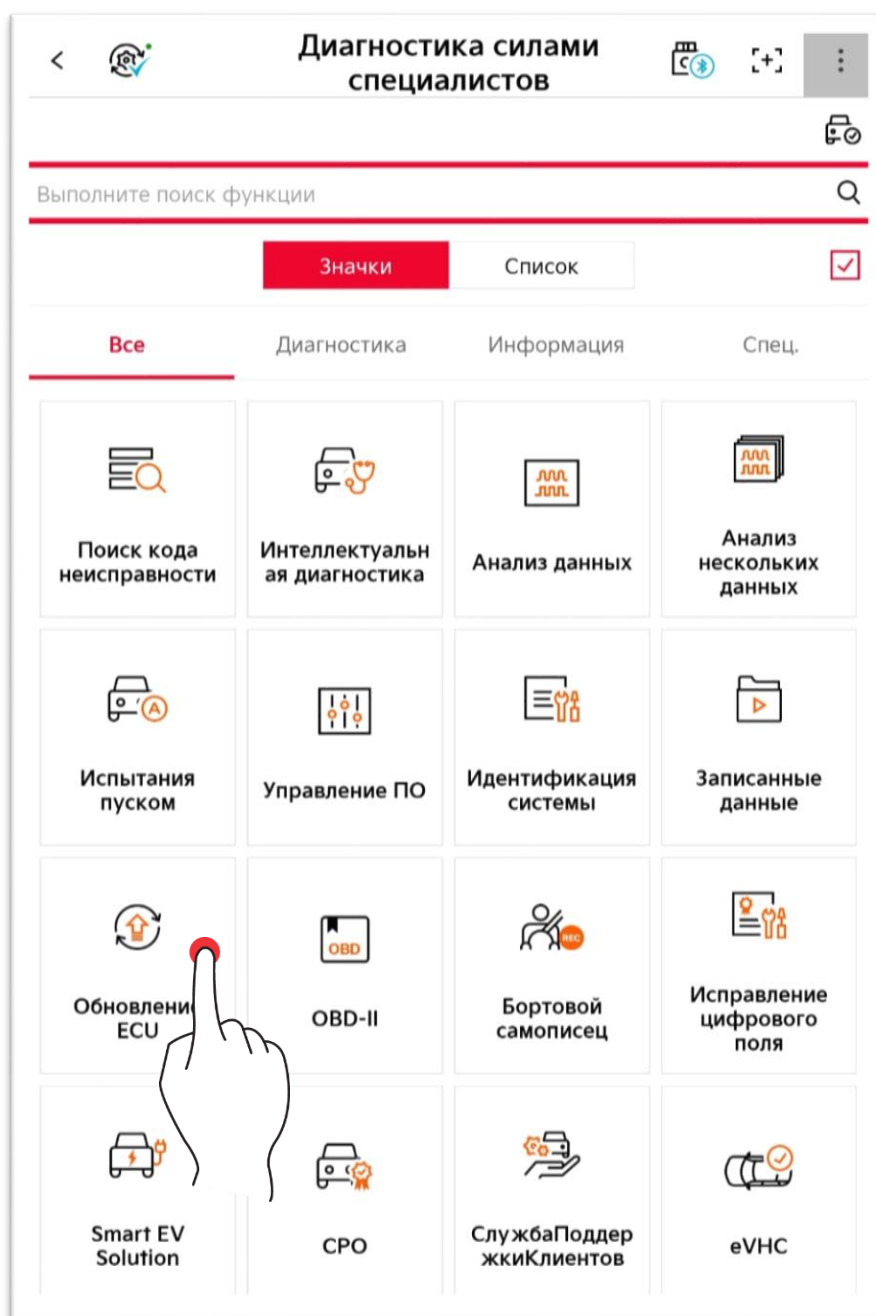 Диагностика силами
специалистов
Выполните поиск функции
Значки Список
Все Диагностика Информация Спец.
Поиск кода
неисправности
Интеллектуальн
ая диагностика
Анализ данных
Анализ
нескольких
данных
Испытания
пуском
Управление ПО
Идентификация
системы
Записанные
данные
Обновлени
ECU
OBD
OBD-II
REC
Бортовой
самописец
Исправление
цифрового
поля
Smart EV
Solution
CPO
СлужбаПоддер
жкиКлиентов
eVHC